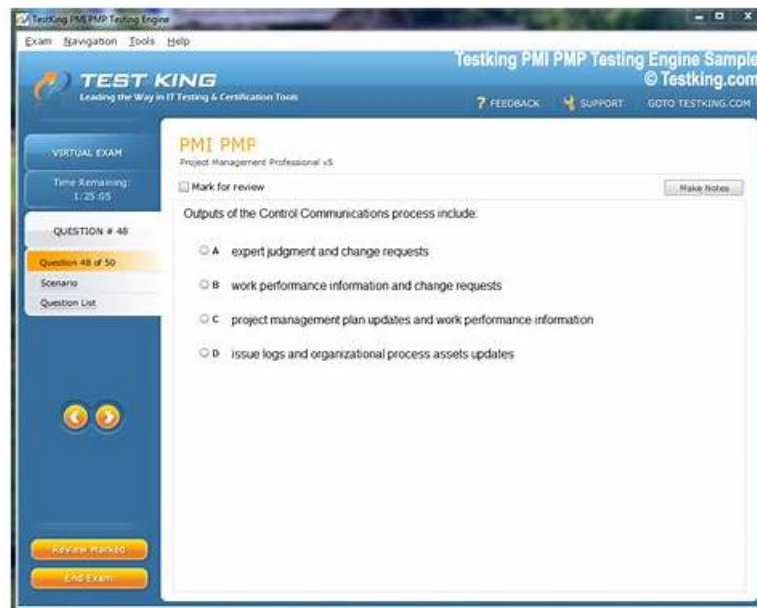 TestKing PMI PMP Testing Engine
Exam Navigation Tools Help
Testking PMI PMP Testing Engine Sample
© Testking.com
TEST KING
Leading the Way in IT Testing & Certification Tools
? FEEDBACK SUPPORT GOTO TESTKING.COM
VIRTUAL EXAM
Time Remaining:
1:25:05
QUESTION # 48
Question 48 of 50
Scenario
Question List
Review Marked
End Exam
PMI PMP
Project Management Professional v5
Mark for review
Make Notes
Outputs of the Control Communications process include:
A expert judgment and change requests
B work performance information and change requests
C project management plan updates and work performance information
D issue logs and organizational process assets updates